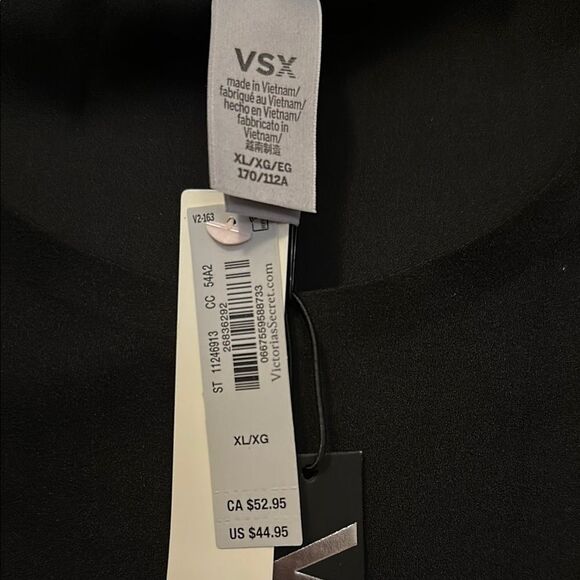 VSX
made in Vietnam/
fabriqué au Vietnam/
hecho en Vietnam/
fabbricato in
Vietnam/
越南制造
XL/XG/EG
170/112A
V2-163
ST 11246913 CC 54A2
26836292
0667559588733
VictoriasSecret.com
XL/XG
CA $52.95
US $44.95
V